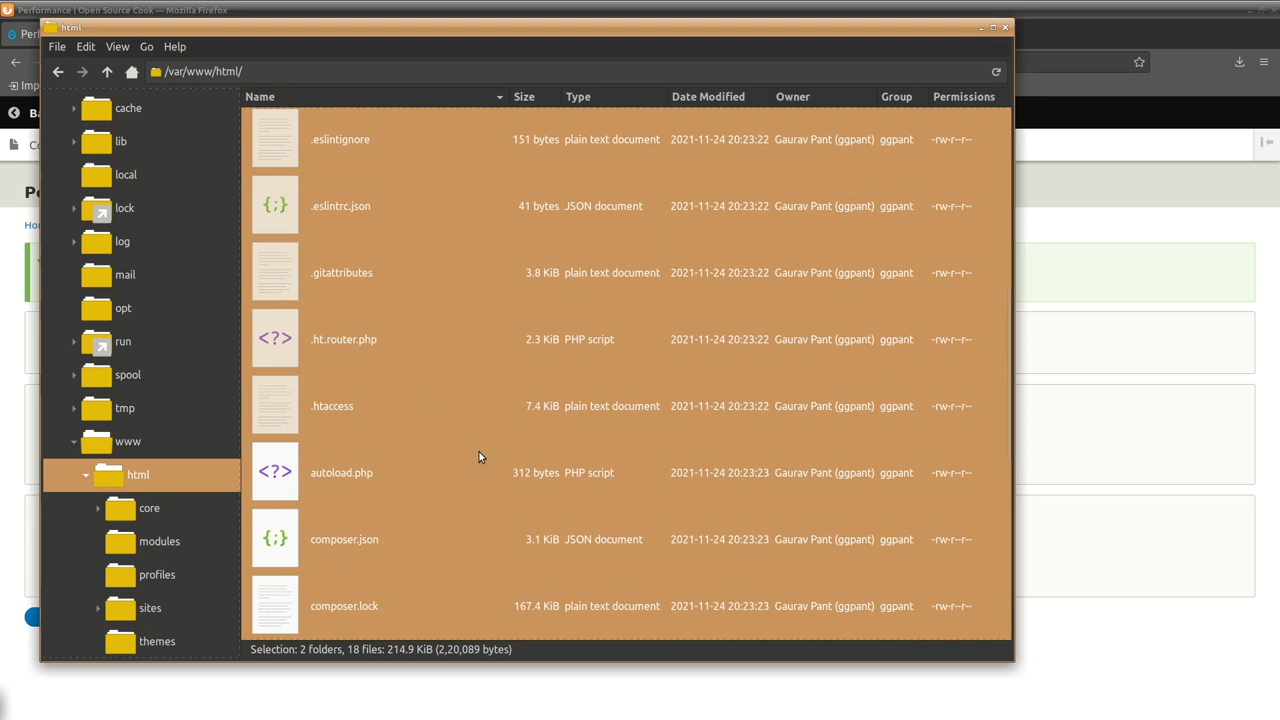 Performance | Open Source Cook — Mozilla Firefox
html
File Edit View Go Help
/var/www/html/
Name Size Type Date Modified Owner Group Permissions
cache
lib
local
lock
log
mail
opt
run
spool
tmp
www
html
core
modules
profiles
sites
themes
.eslintignore 151 bytes plain text document 2021-11-24 20:23:22 Gaurav Pant (ggpant) ggpant -rw-r--r--
.eslintrc.json 41 bytes JSON document 2021-11-24 20:23:22 Gaurav Pant (ggpant) ggpant -rw-r--r--
.gitattributes 3.8 KiB plain text document 2021-11-24 20:23:22 Gaurav Pant (ggpant) ggpant -rw-r--r--
.ht.router.php 2.3 KiB PHP script 2021-11-24 20:23:22 Gaurav Pant (ggpant) ggpant -rw-r--r--
.htaccess 7.4 KiB plain text document 2021-11-24 20:23:22 Gaurav Pant (ggpant) ggpant -rw-r--r--
autoload.php 312 bytes PHP script 2021-11-24 20:23:23 Gaurav Pant (ggpant) ggpant -rw-r--r--
composer.json 3.1 KiB JSON document 2021-11-24 20:23:23 Gaurav Pant (ggpant) ggpant -rw-r--r--
composer.lock 167.4 KiB plain text document 2021-11-24 20:23:23 Gaurav Pant (ggpant) ggpant -rw-r--r--
Selection: 2 folders, 18 files: 214.9 KiB (2,20,089 bytes)